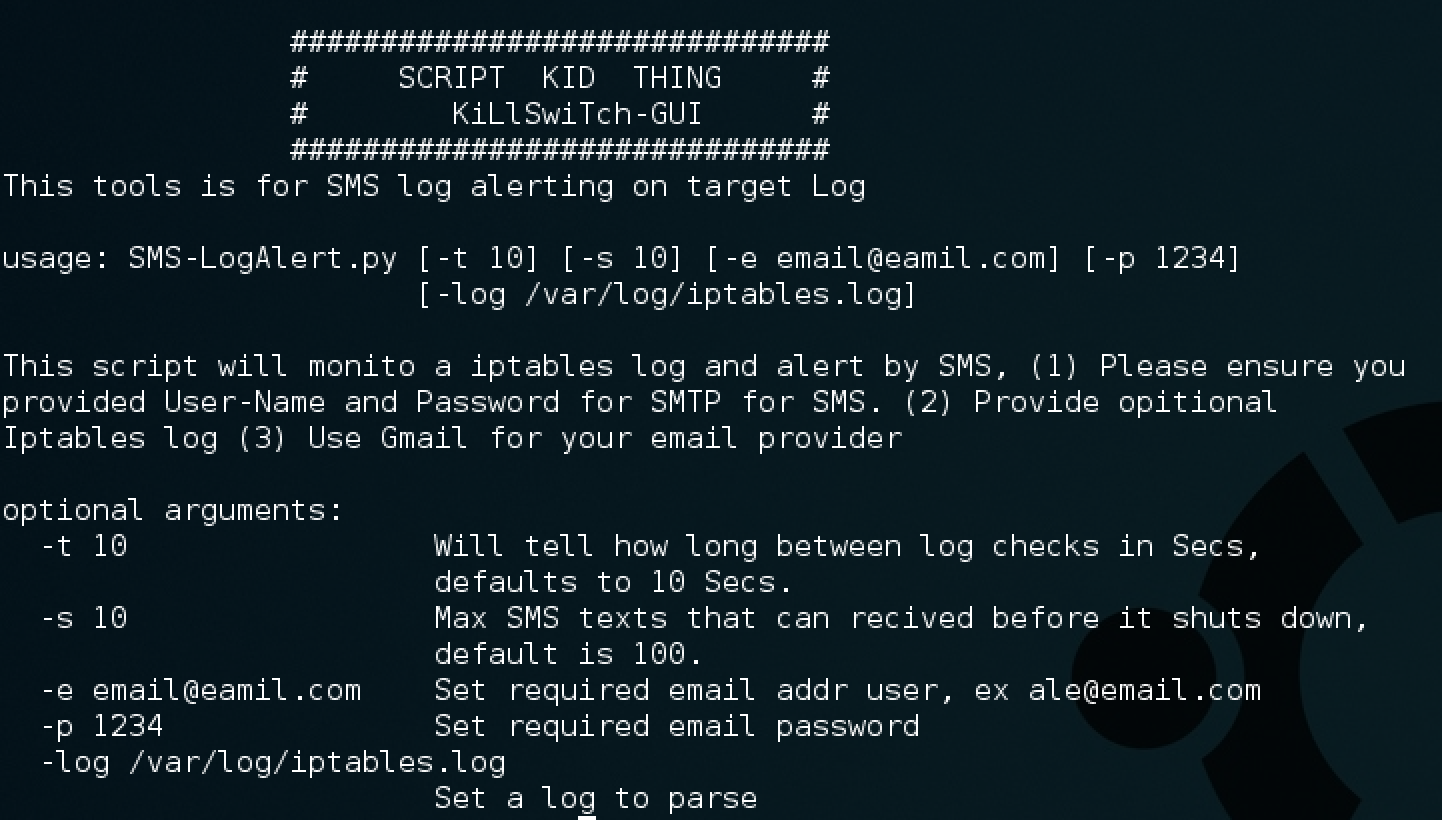 ##############################
#     SCRIPT  KID  THING     #
#        KiLlSwiTch-GUI      #
##############################
This tools is for SMS log alerting on target Log
usage: SMS-LogAlert.py [-t 10] [-s 10] [-e email@eamil.com] [-p 1234]
[-log /var/log/iptables.log]
This script will monito a iptables log and alert by SMS, (1) Please ensure you
provided User-Name and Password for SMTP for SMS. (2) Provide opitional
Iptables log (3) Use Gmail for your email provider
optional arguments:
-t 10                 Will tell how long between log checks in Secs,
defaults to 10 Secs.
-s 10                 Max SMS texts that can recived before it shuts down,
default is 100.
-e email@eamil.com    Set required email addr user, ex ale@email.com
-p 1234               Set required email password
-log /var/log/iptables.log
Set a log to parse